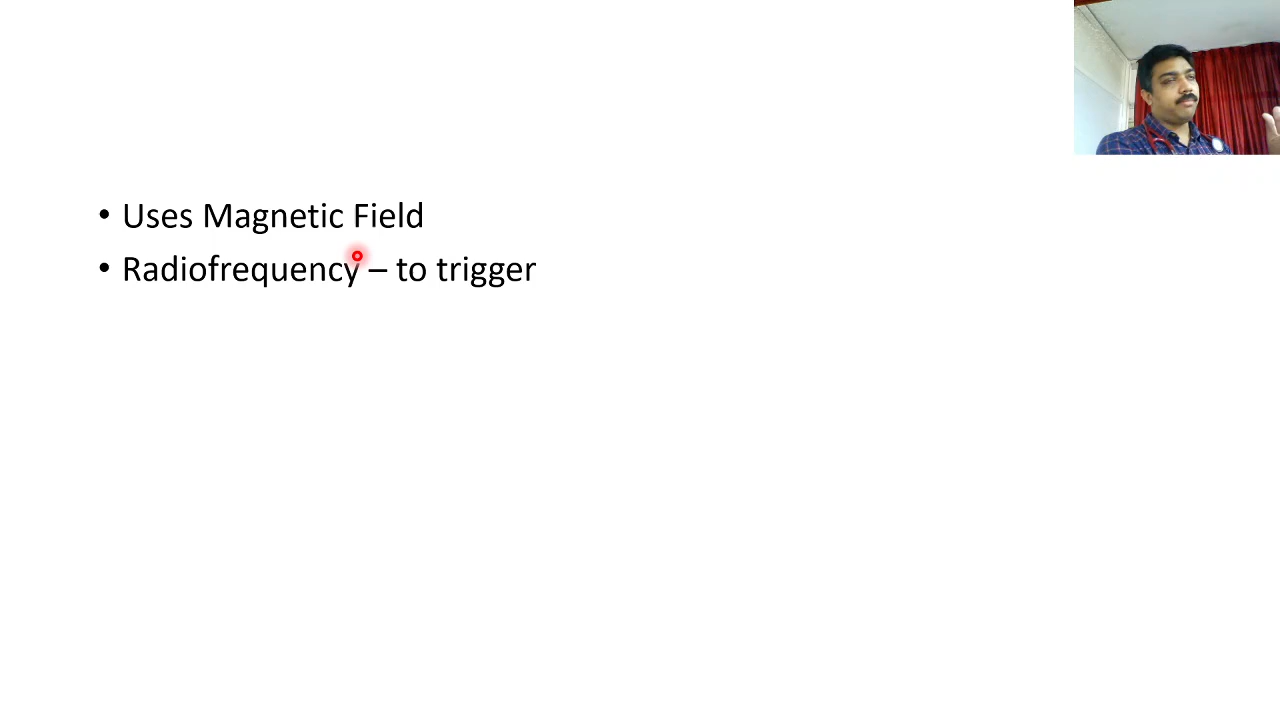 • Uses Magnetic Field
• Radiofrequency – to trigger